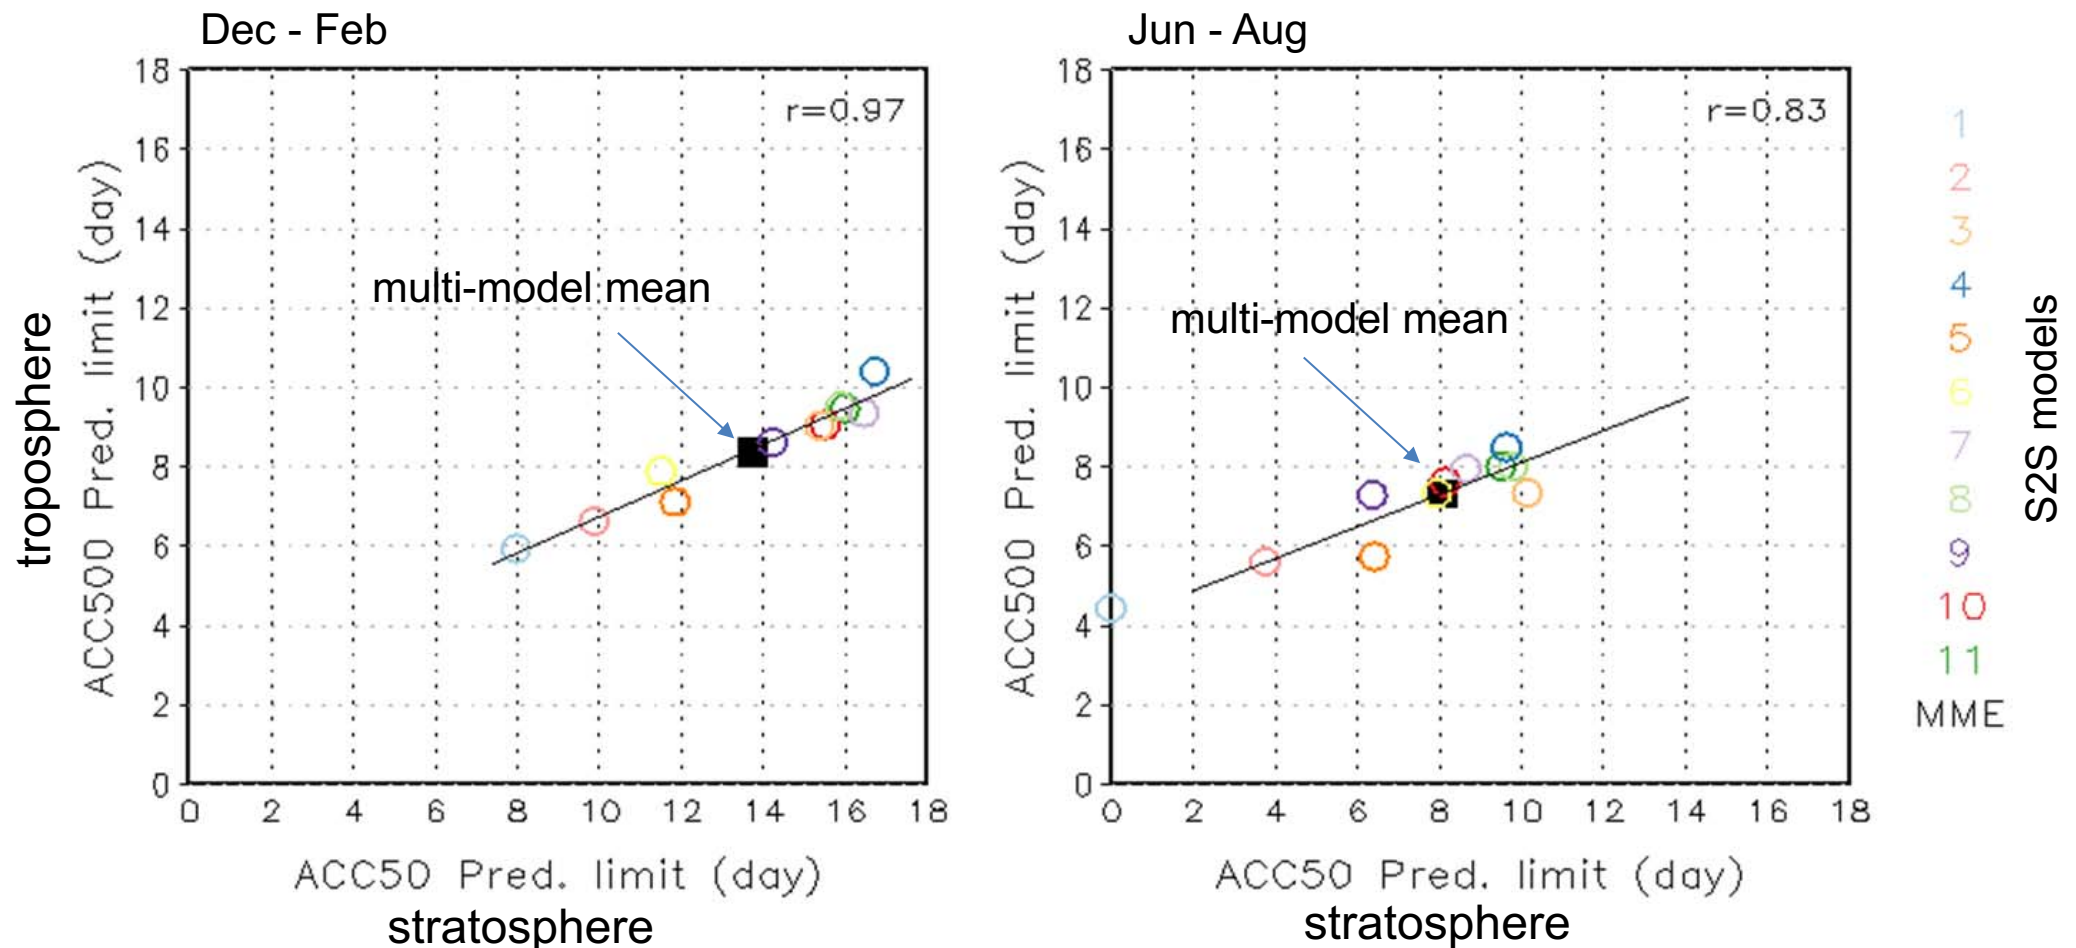 Dec - Feb
r=0.97
multi-model mean
18
16
14
12
10
8
6
4
2
0
0 2 4 6 8 10 12 14 16 18
troposphere
ACC500 Pred. limit (day)
ACC50 Pred. limit (day)
stratosphere
Jun - Aug
r=0.83
multi-model mean
18
16
14
12
10
8
6
4
2
0
0 2 4 6 8 10 12 14 16 18
ACC500 Pred. limit (day)
ACC50 Pred. limit (day)
stratosphere
1
2
3
4
5
6
7
8
9
10
11
MME
S2S models